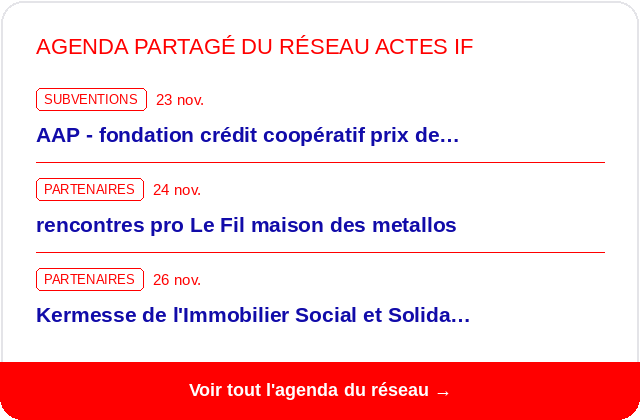 AGENDA PARTAGÉ DU RÉSEAU ACTES IF
SUBVENTIONS 23 nov.
AAP - fondation crédit coopératif prix de…
PARTENAIRES 24 nov.
rencontres pro Le Fil maison des metallos
PARTENAIRES 26 nov.
Kermesse de l'Immobilier Social et Solida…
Voir tout l'agenda du réseau →